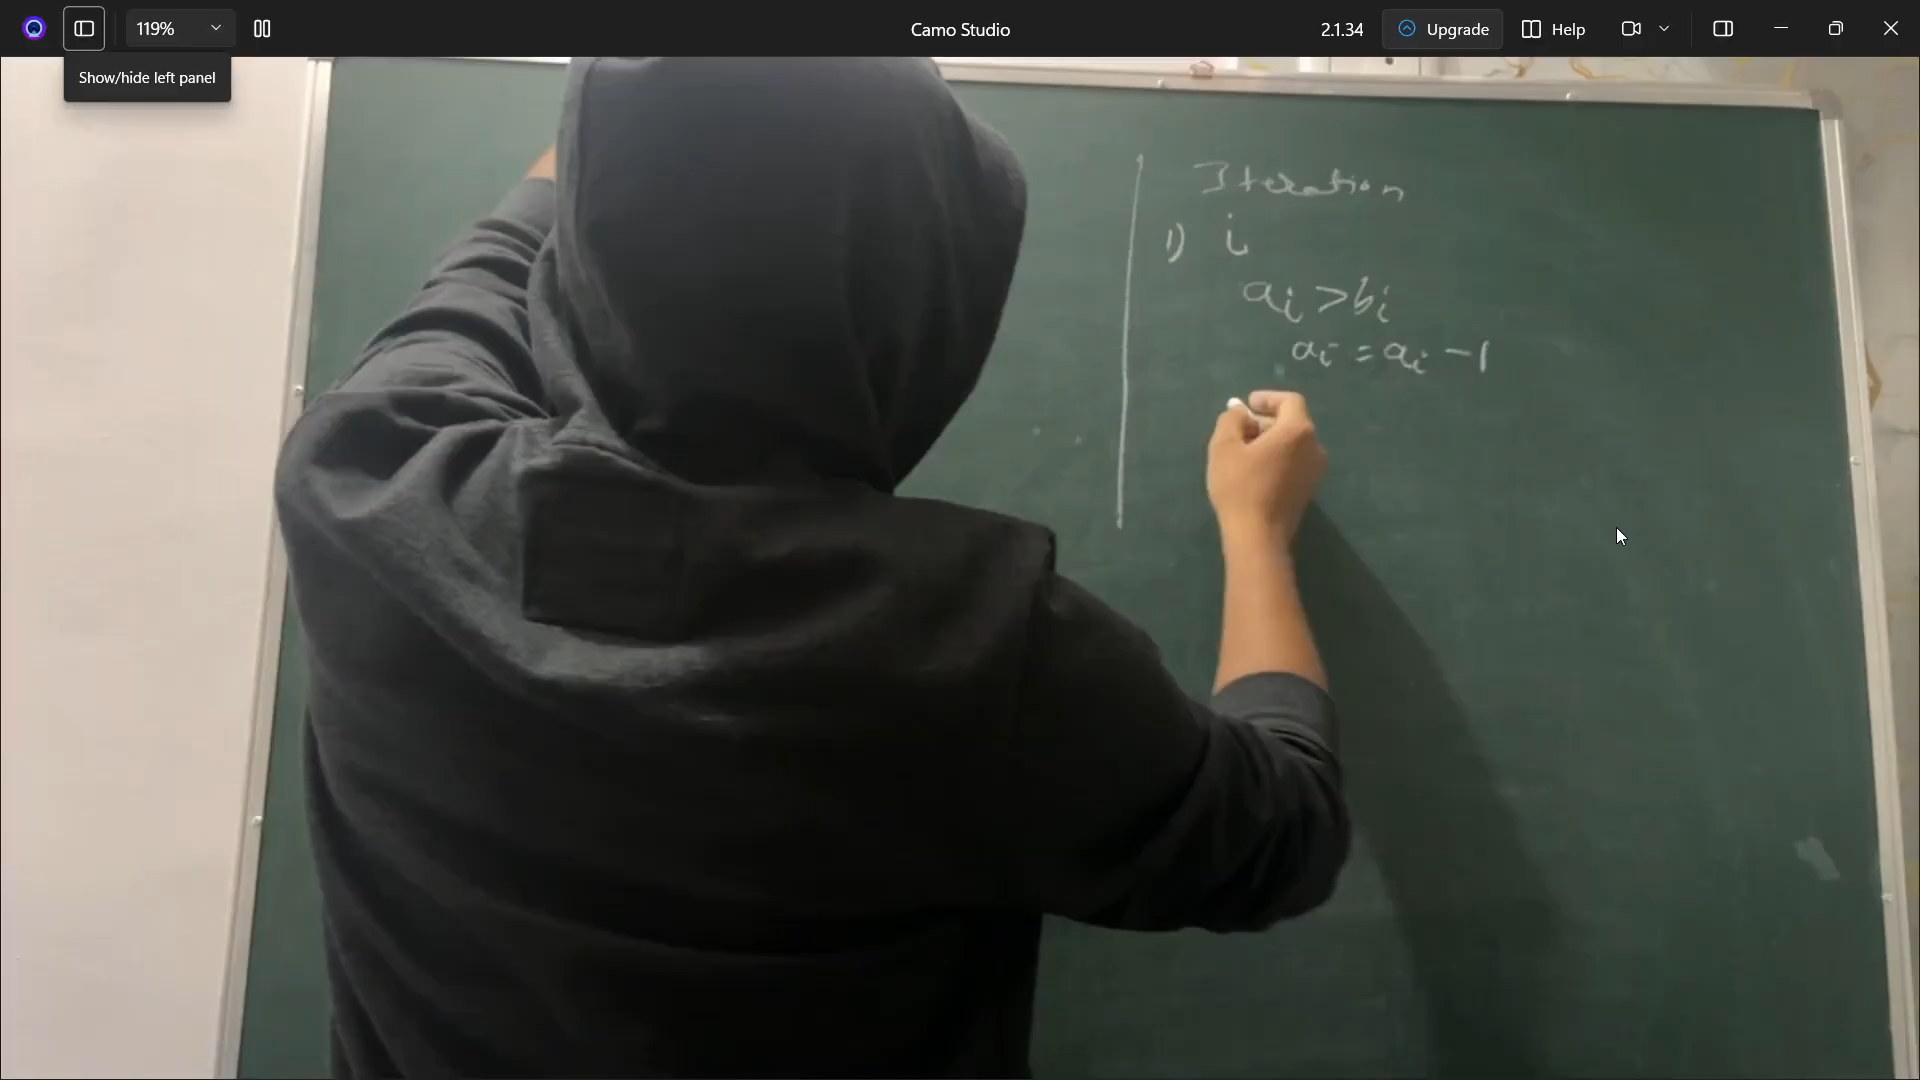 119%
Camo Studio
2.1.34
Upgrade
Help
Show/hide left panel
Iteration
1) i
ai > bi
ai = ai - 1